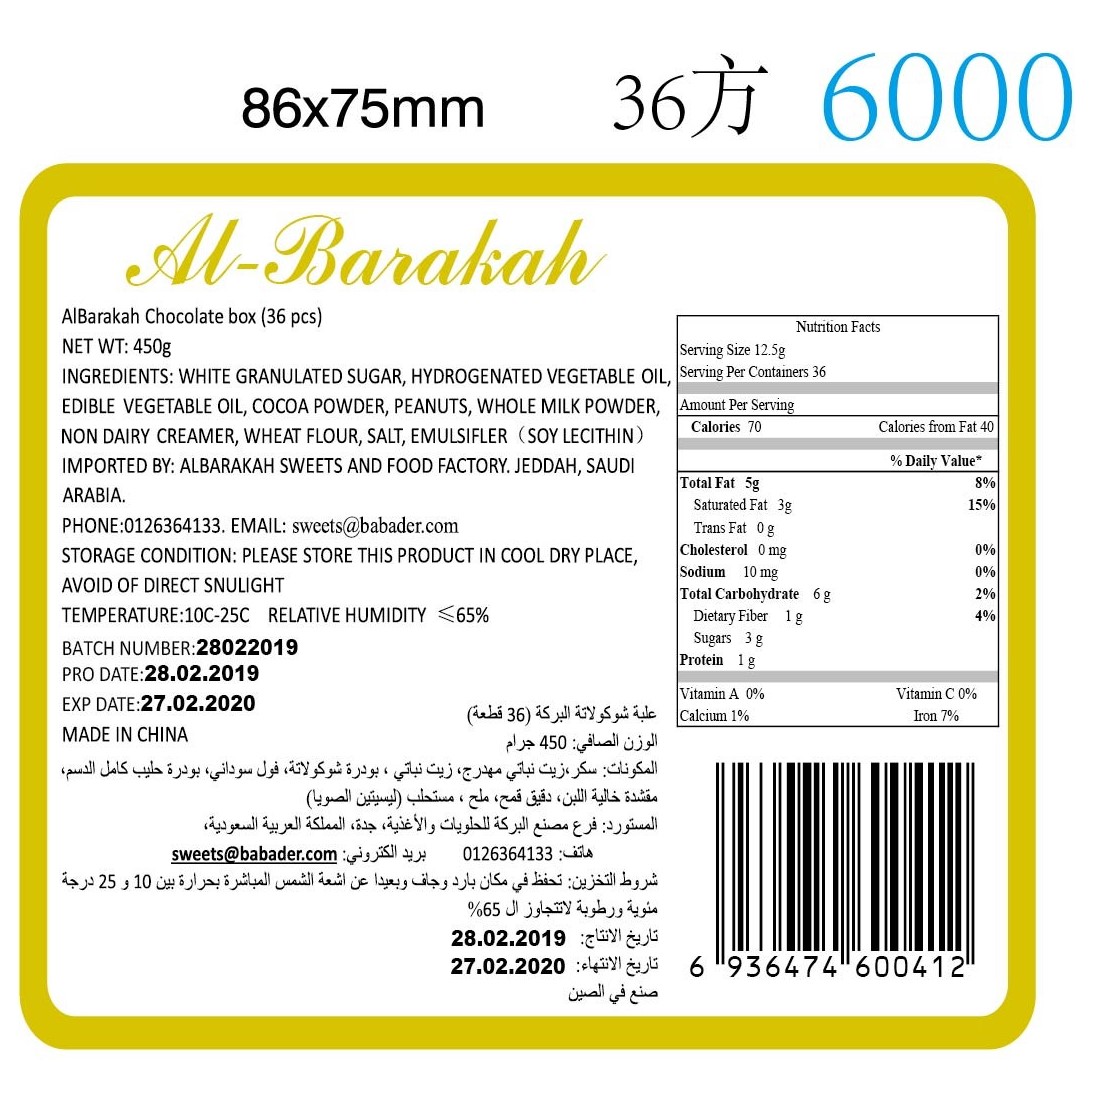 86x75mm 36方 6000
Al-Barakah
AlBarakah Chocolate box (36 pcs)
NET WT: 450g
INGREDIENTS: WHITE GRANULATED SUGAR, HYDROGENATED VEGETABLE OIL,
EDIBLE VEGETABLE OIL, COCOA POWDER, PEANUTS, WHOLE MILK POWDER,
NON DAIRY CREAMER, WHEAT FLOUR, SALT, EMULSIFLER（SOY LECITHIN）
IMPORTED BY: ALBARAKAH SWEETS AND FOOD FACTORY. JEDDAH, SAUDI
ARABIA.
PHONE:0126364133. EMAIL: sweets@babader.com
STORAGE CONDITION: PLEASE STORE THIS PRODUCT IN COOL DRY PLACE,
AVOID OF DIRECT SNULIGHT
TEMPERATURE:10C-25C RELATIVE HUMIDITY ≤65%
BATCH NUMBER:28022019
PRO DATE:28.02.2019
EXP DATE:27.02.2020
MADE IN CHINA
علبة شوكولاتة البركة (36 قطعة)
الوزن الصافي: 450 جرام
المكونات: سكر،زيت نباتي مهدرج، زيت نباتي ، بودرة شوكولاتة، فول سوداني، بودرة حليب كامل الدسم،
مقشدة خالية اللبن، دقيق قمح، ملح ، مستحلب (ليسيتين الصويا)
المستورد: فرع مصنع البركة للحلويات والأغذية، جدة، المملكة العربية السعودية،
هاتف: 0126364133 بريد الكتروني: sweets@babader.com
شروط التخزين: تحفظ في مكان بارد وجاف وبعيدا عن اشعة الشمس المباشرة بحرارة بين 10 و 25 درجة
مئوية ورطوبة لاتتجاوز ال 65%
تاريخ الانتاج: 28.02.2019
تاريخ الانتهاء: 27.02.2020
صنع في الصين
Nutrition Facts
Serving Size 12.5g
Serving Per Containers 36
Amount Per Serving
Calories 70 Calories from Fat 40
% Daily Value*
Total Fat 5g 8%
Saturated Fat 3g 15%
Trans Fat 0 g
Cholesterol 0 mg 0%
Sodium 10 mg 0%
Total Carbohydrate 6 g 2%
Dietary Fiber 1 g 4%
Sugars 3 g
Protein 1 g
Vitamin A 0% Vitamin C 0%
Calcium 1% Iron 7%
6 936474 600412